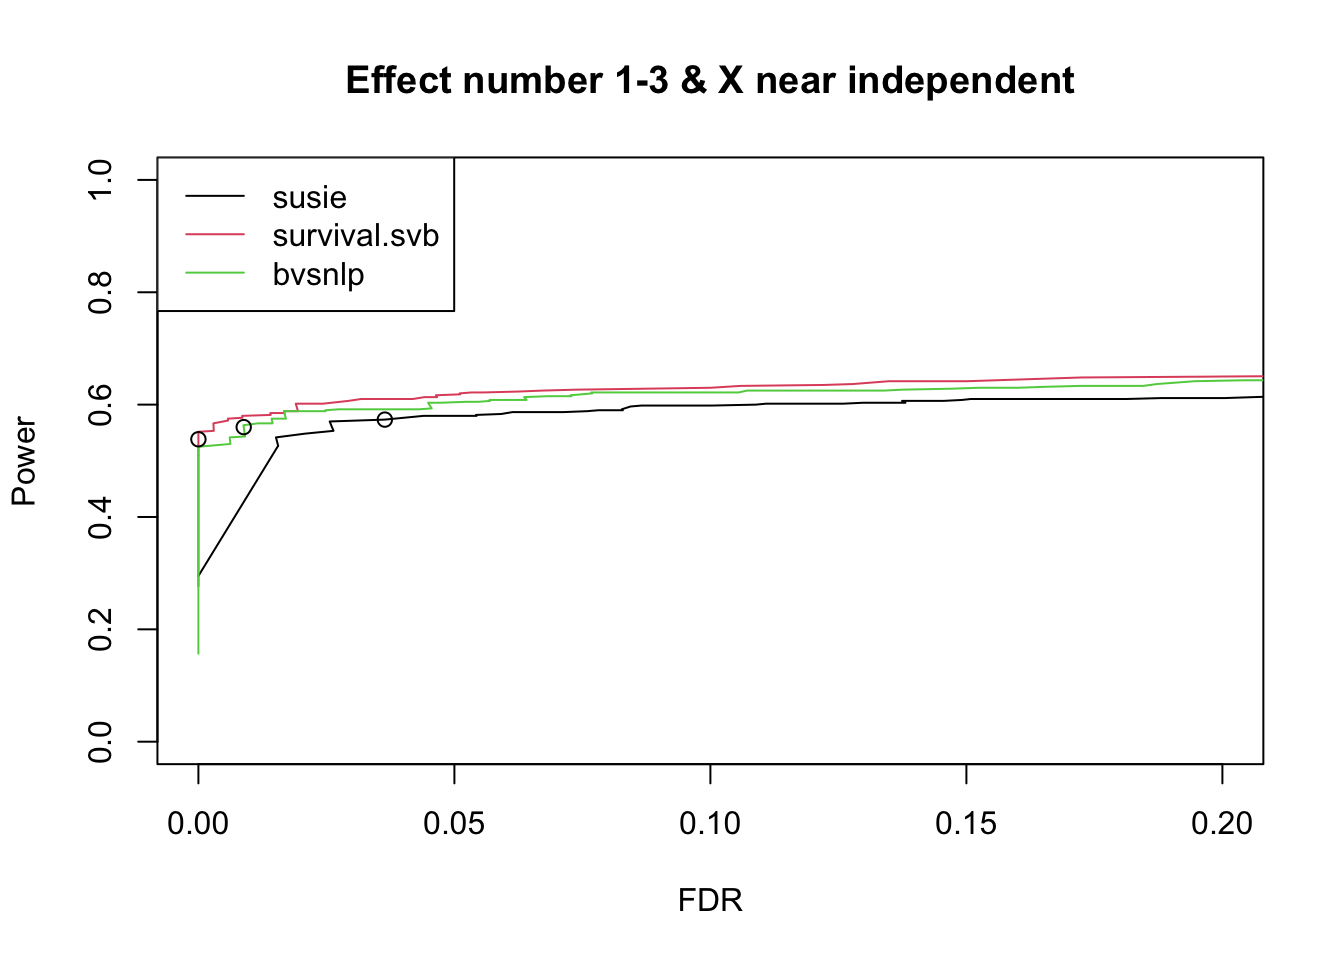 Effect number 1-3 & X near independent
susie
survival.svb
bvsnlp
1.0
0.8
0.6
0.4
0.2
0.0
Power
0.00 0.05 0.10 0.15 0.20
FDR